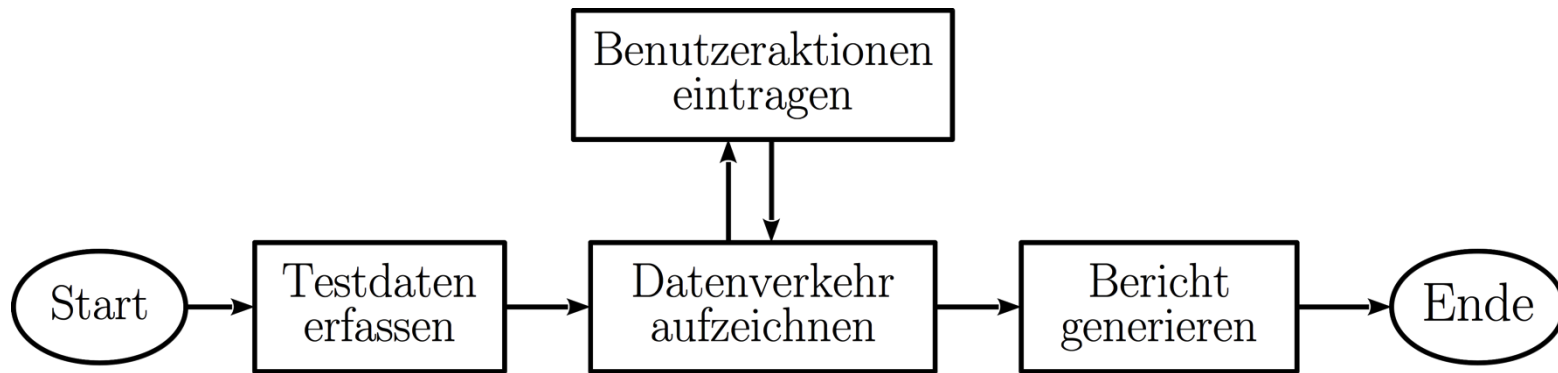 Benutzeraktionen
eintragen
Start
Testdaten
erfassen
Datenverkehr
aufzeichnen
Bericht
generieren
Ende